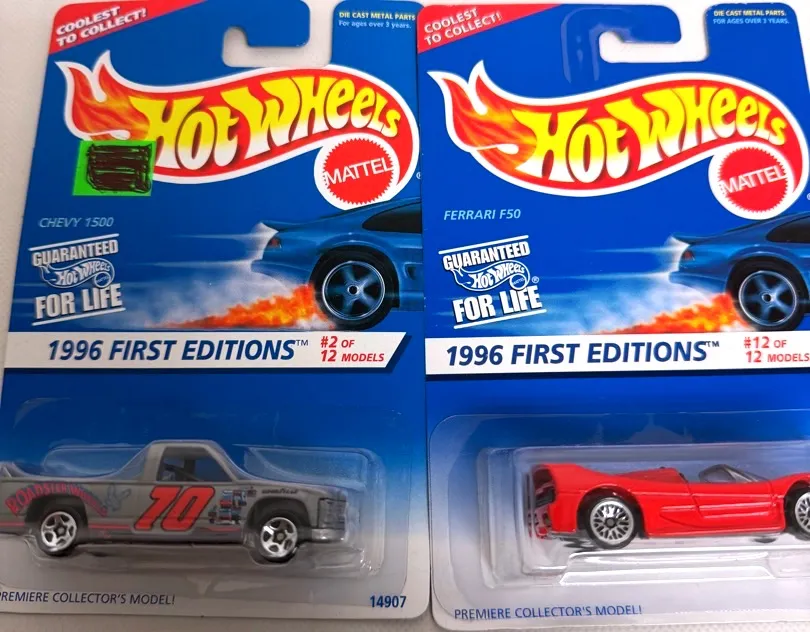 COOLEST
TO COLLECT!
DIE CAST METAL PARTS
For ages over 3 years.
HOT WHEELS
MATTEL
CHEVY 1500
GUARANTEED
HOT WHEELS
FOR LIFE
1996 FIRST EDITIONS™
#2 OF
12 MODELS
10
PREMIERE COLLECTOR'S MODEL!
14907
COOLEST
TO COLLECT!
DIE CAST METAL PARTS.
FOR AGES OVER 3 YEARS.
HOT WHEELS
MATTEL
FERRARI F50
GUARANTEED
HOT WHEELS®
FOR LIFE
1996 FIRST EDITIONS™
#12 OF
12 MODELS
PREMIERE COLLECTOR'S MODEL!